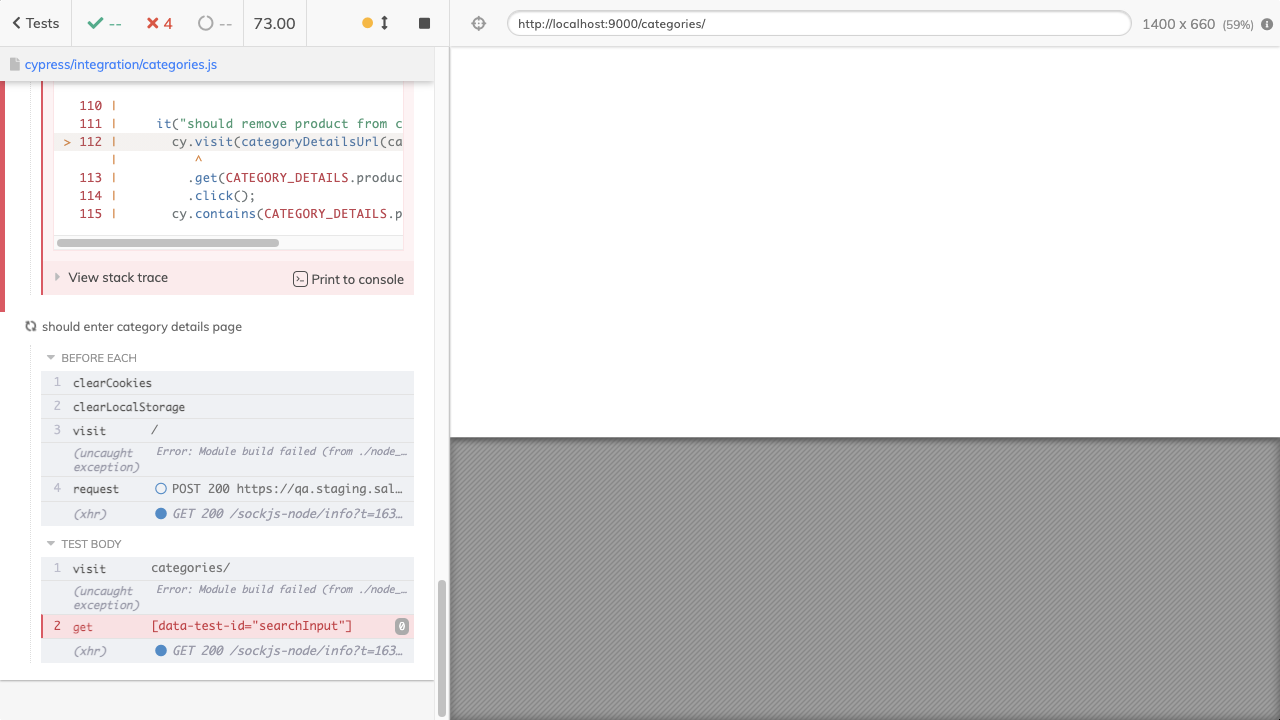 Tests
--
4
--
73.00
http://localhost:9000/categories/
1400 x 660 (59%)
cypress/integration/categories.js
110 |
111 | it("should remove product from c
> 112 | cy.visit(categoryDetailsUrl(ca
| ^
113 | .get(CATEGORY_DETAILS.produc
114 | .click();
115 | cy.contains(CATEGORY_DETAILS.p
View stack trace
Print to console
should enter category details page
BEFORE EACH
1 clearCookies
2 clearLocalStorage
3 visit /
(uncaught exception) Error: Module build failed (from ./node_…
4 request POST 200 https://qa.staging.sal…
(xhr) GET 200 /sockjs-node/info?t=163…
TEST BODY
1 visit categories/
(uncaught exception) Error: Module build failed (from ./node_…
2 get [data-test-id="searchInput"] 0
(xhr) GET 200 /sockjs-node/info?t=163…